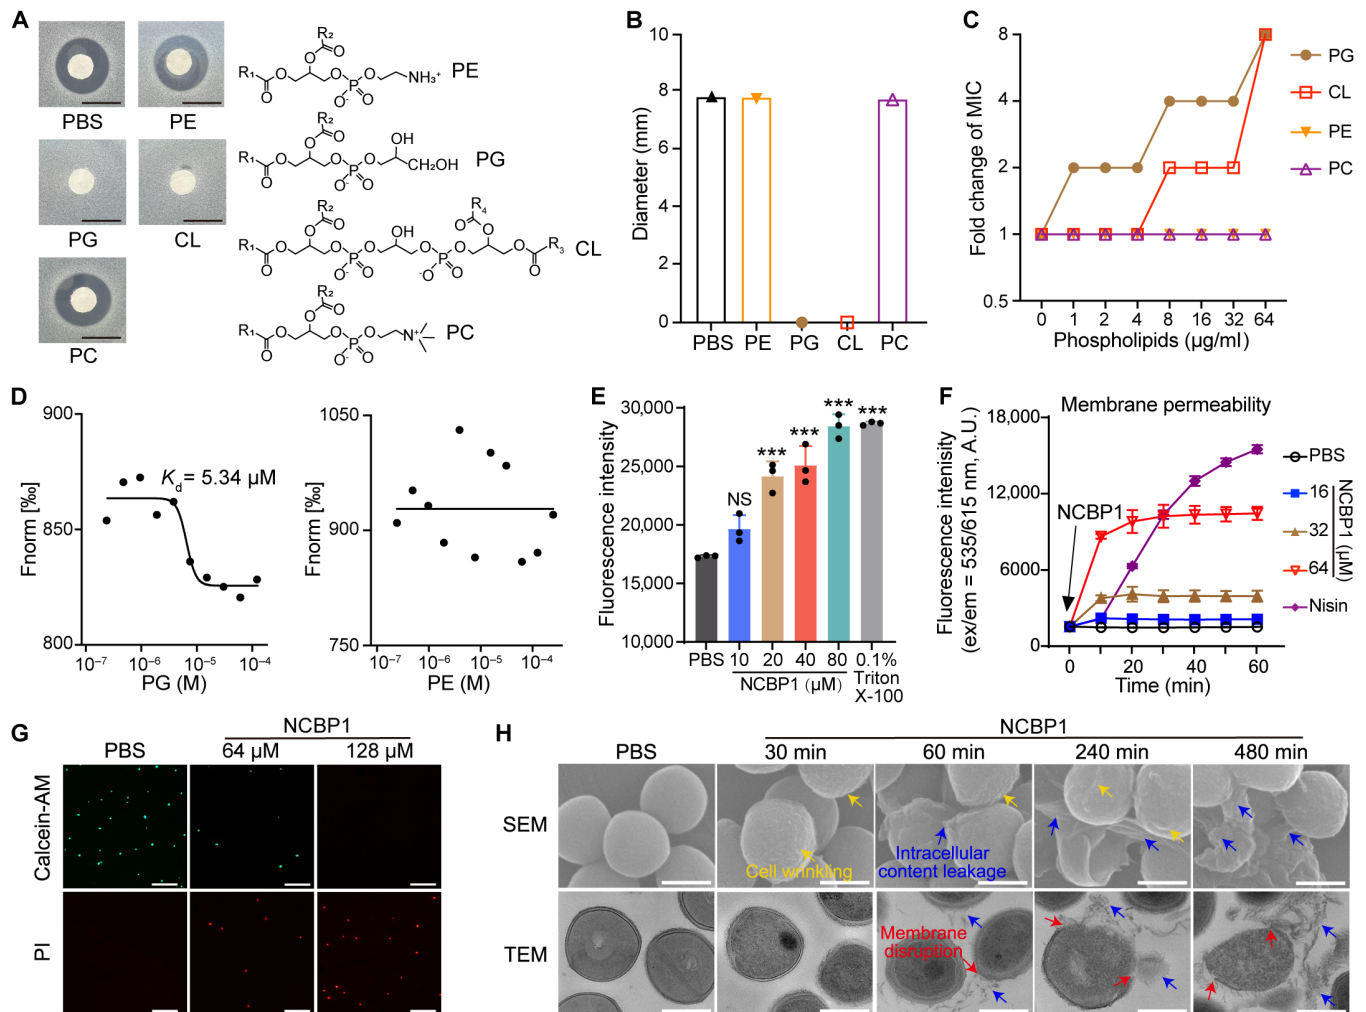 A
PBS
PE
PG
CL
PC
R₂
O
R₁
O
O
O
P
O
O
O⁻
NH₃⁺
PE
R₂
O
OH
R₁
O
O
O
P
O
O
O⁻
CH₂OH
PG
R₂
R₄
O
OH
O
R₁
O
O
O
P
O
O
P
O
O
O
R₃
O
O⁻
O
⁻O
O
O
CL
R₂
O
R₁
O
O
O
P
O
O
O⁻
N⁺
PC
B
Diameter (mm)
10
8
6
4
2
0
PBS PE PG CL PC
C
Fold change of MIC
8
4
2
1
0.5
0 1 2 4 8 16 32 64
Phospholipids (µg/ml)
PG
CL
PE
PC
D
Fnorm [‰]
900
850
800
Kd = 5.34 µM
10⁻⁷ 10⁻⁶ 10⁻⁵ 10⁻⁴
PG (M)
Fnorm [‰]
1050
900
750
10⁻⁷ 10⁻⁶ 10⁻⁵ 10⁻⁴
PE (M)
E
Fluorescence intensity
30,000
25,000
20,000
15,000
10,000
NS
***
***
***
***
PBS 10 20 40 80 0.1%
NCBP1 (µM) Triton
X-100
F
Membrane permeability
Fluorescence intenisity
(ex/em = 535/615 nm, A.U.)
18,000
12,000
6000
0
NCBP1
0 20 40 60
Time (min)
PBS
16
32
64
NCBP1
(µM)
Nisin
G
NCBP1
PBS 64 µM 128 µM
Calcein-AM
PI
H
NCBP1
PBS 30 min 60 min 240 min 480 min
SEM
Cell wrinkling
Intracellular
content leakage
TEM
Membrane
disruption